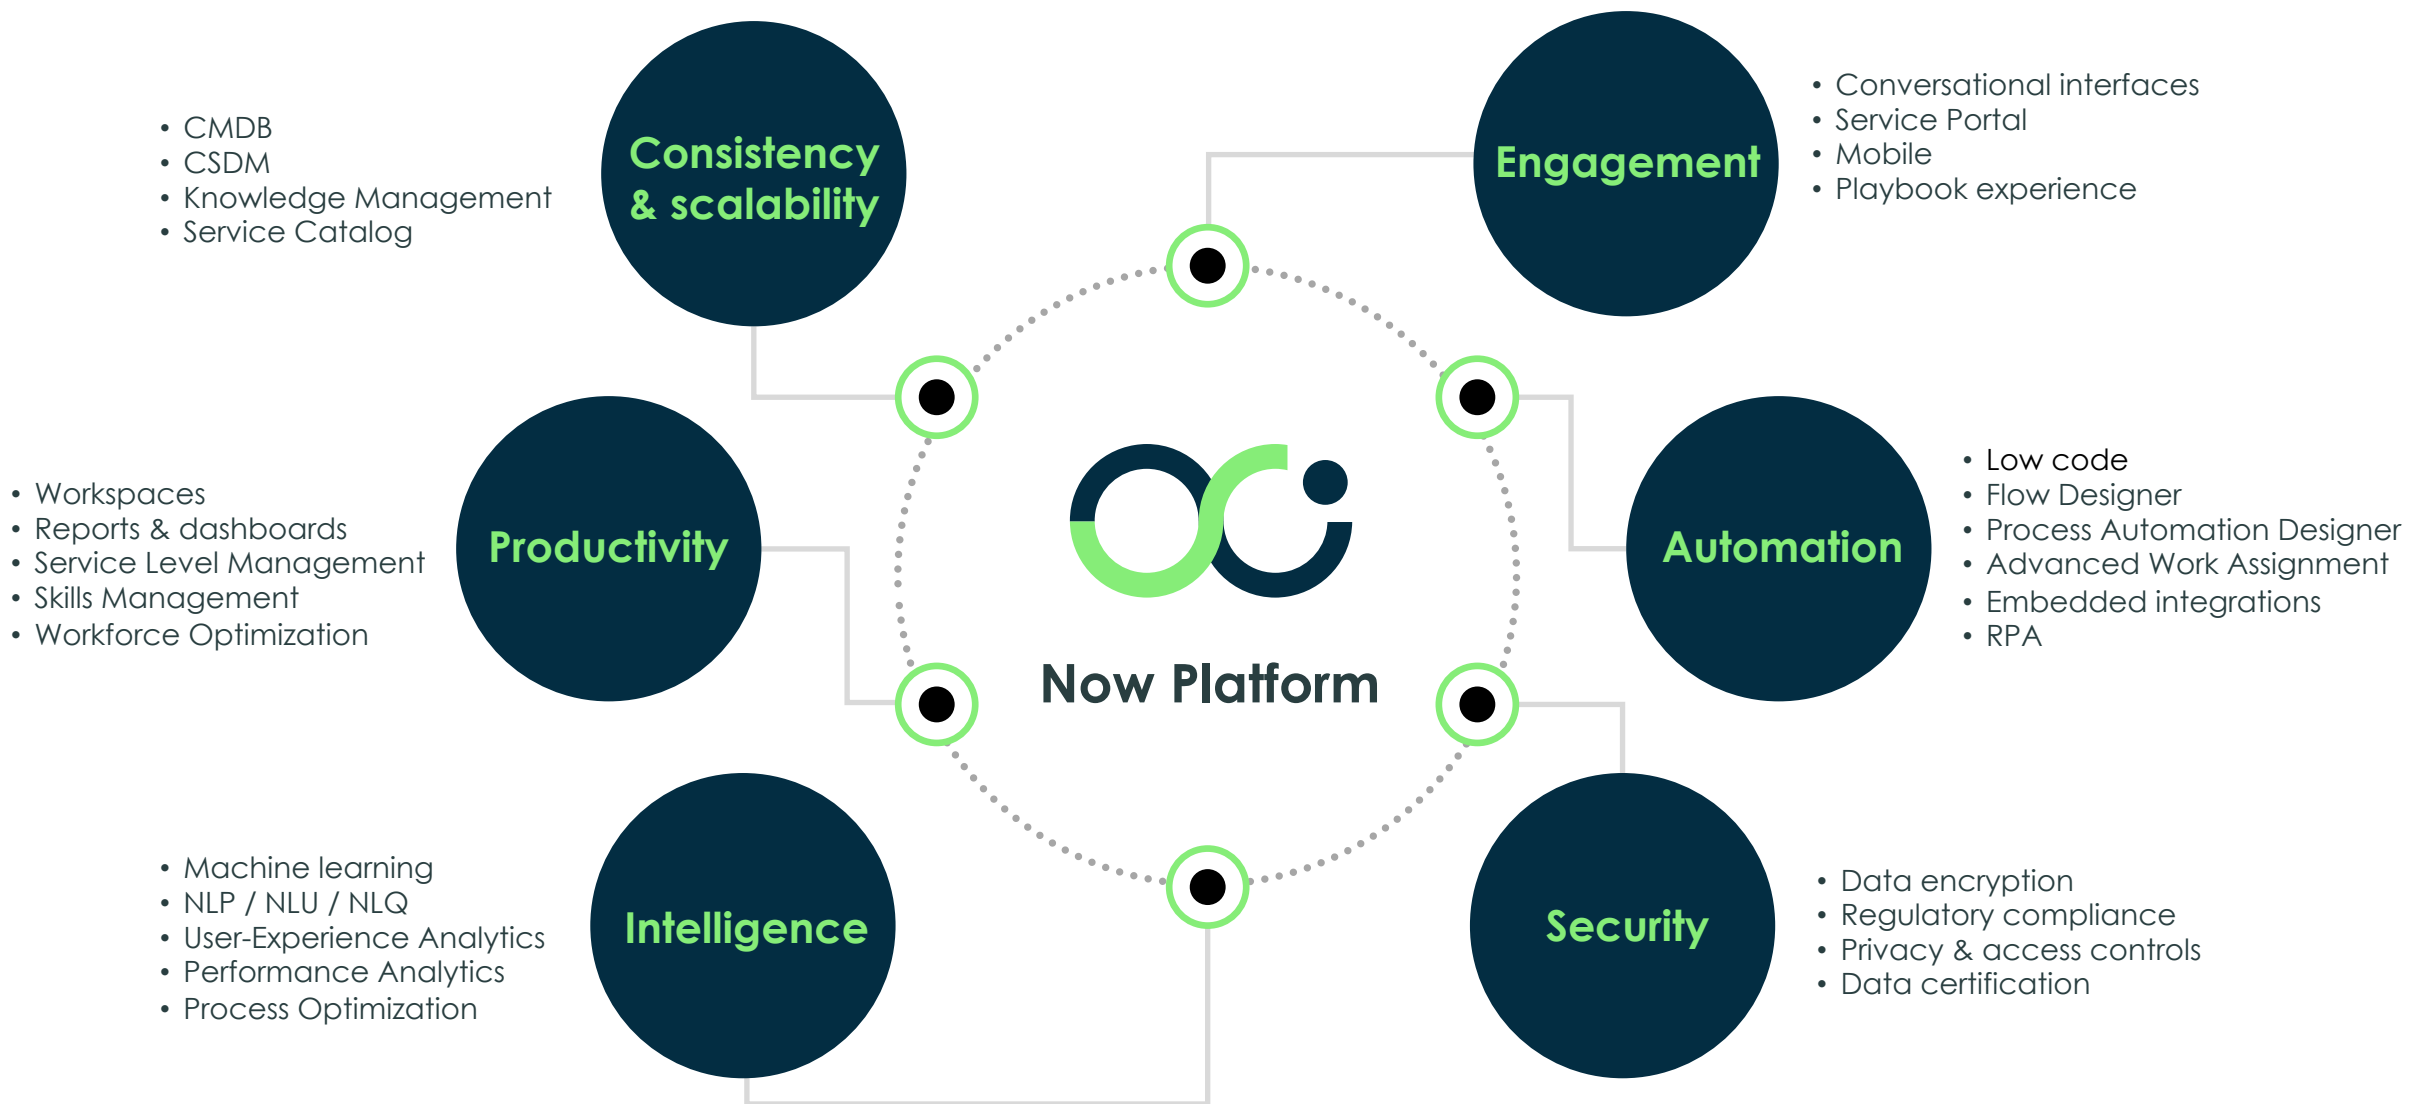 • CMDB
• CSDM
• Knowledge Management
• Service Catalog
Consistency
& scalability
Engagement
• Conversational interfaces
• Service Portal
• Mobile
• Playbook experience
• Workspaces
• Reports & dashboards
• Service Level Management
• Skills Management
• Workforce Optimization
Productivity
Now Platform
Automation
• Low code
• Flow Designer
• Process Automation Designer
• Advanced Work Assignment
• Embedded integrations
• RPA
• Machine learning
• NLP / NLU / NLQ
• User-Experience Analytics
• Performance Analytics
• Process Optimization
Intelligence
Security
• Data encryption
• Regulatory compliance
• Privacy & access controls
• Data certification